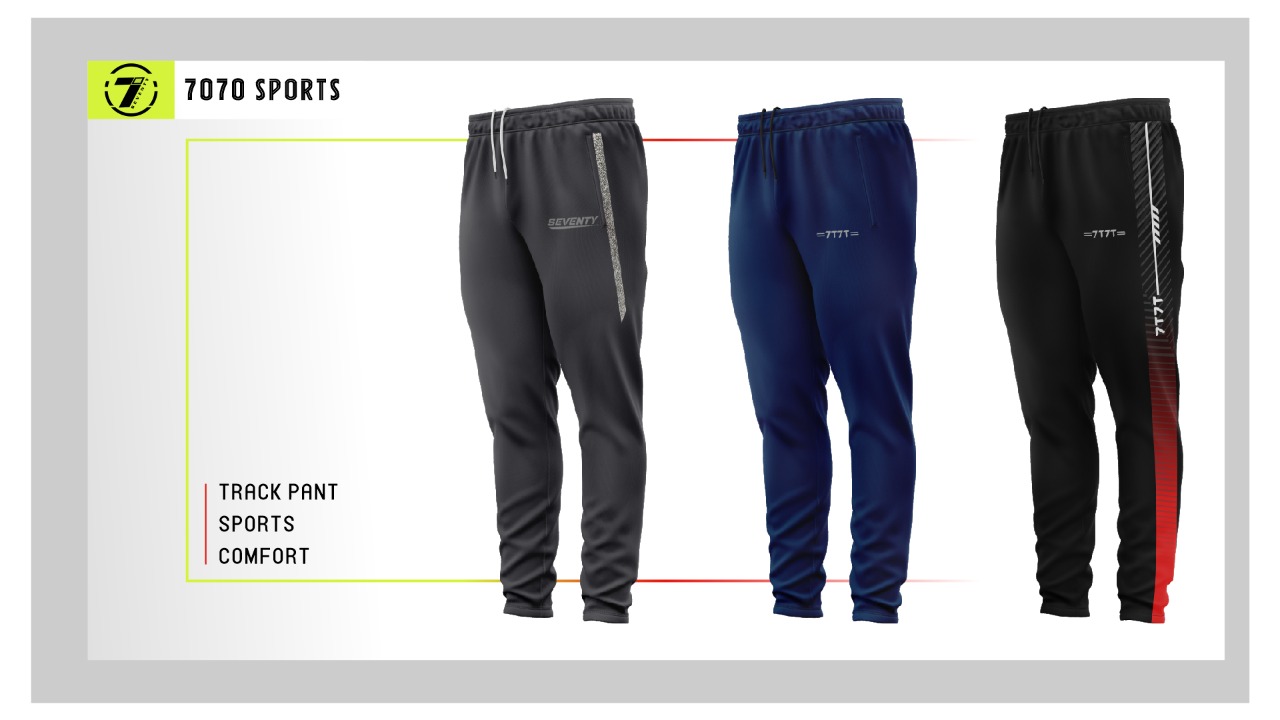 7070 SPORTS
SEVENTY
7T7T
7T7T
7T7T
TRACK PANT
SPORTS
COMFORT